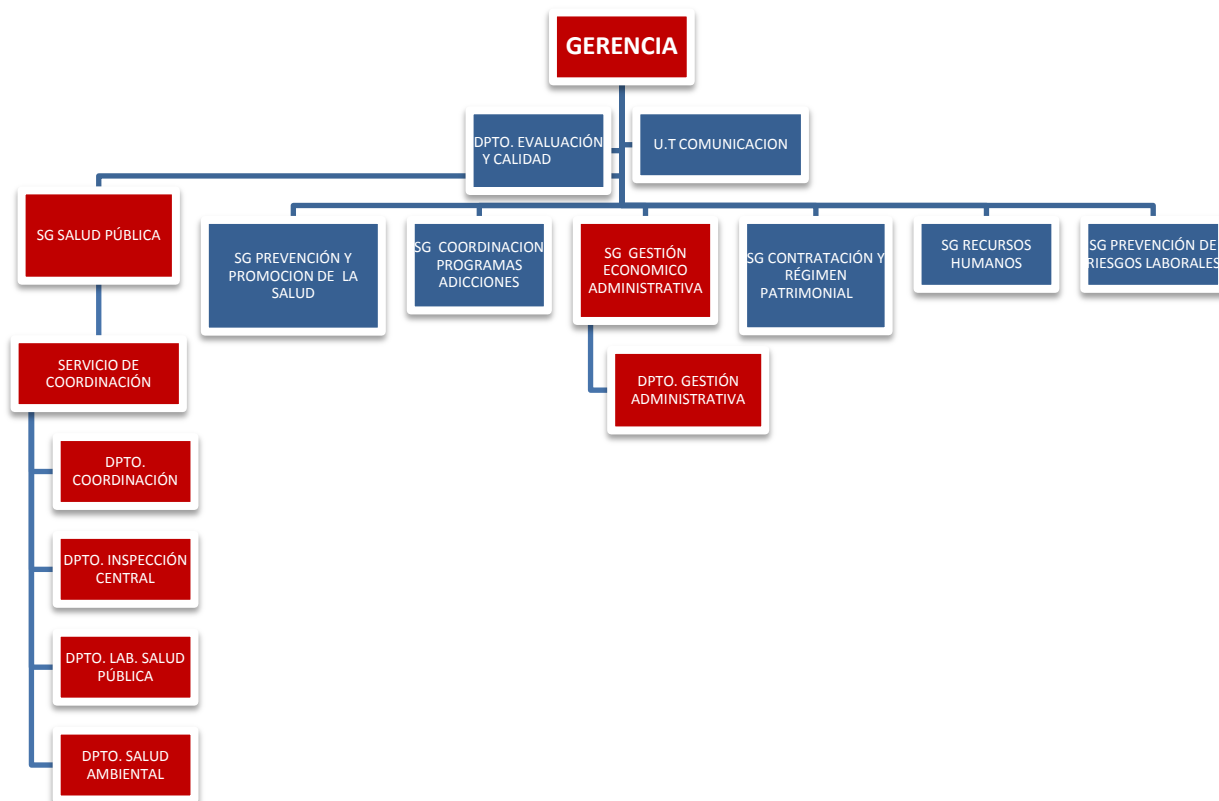 GERENCIA
DPTO. EVALUACIÓN
Y CALIDAD
U.T COMUNICACION
SG SALUD PÚBLICA
SG PREVENCIÓN Y
PROMOCION DE LA
SALUD
SG COORDINACION
PROGRAMAS
ADICCIONES
SG GESTIÓN
ECONOMICO
ADMINISTRATIVA
SG CONTRATACIÓN Y
RÉGIMEN
PATRIMONIAL
SG RECURSOS
HUMANOS
SG PREVENCIÓN DE
RIESGOS LABORALES
SERVICIO DE
COORDINACIÓN
DPTO. GESTIÓN
ADMINISTRATIVA
DPTO.
COORDINACIÓN
DPTO. INSPECCIÓN
CENTRAL
DPTO. LAB. SALUD
PÚBLICA
DPTO. SALUD
AMBIENTAL